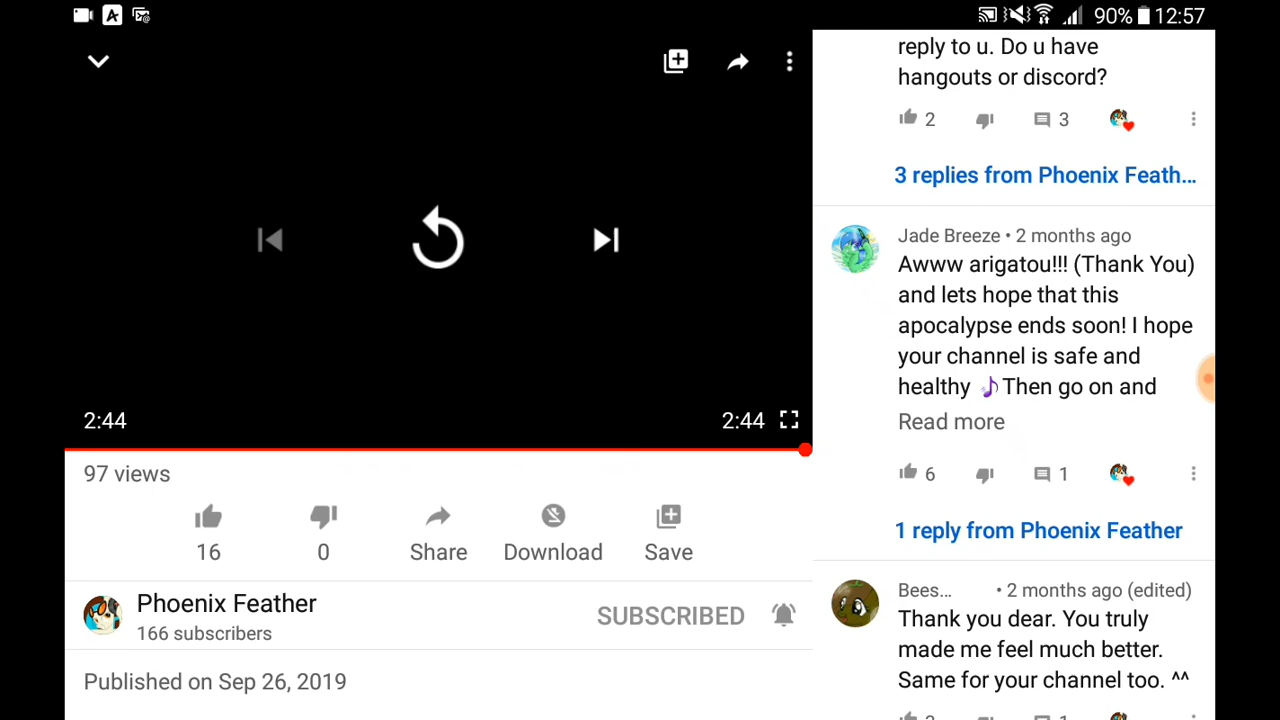 90% 12:57
2:44
2:44
97 views
16
0
Share
Download
Save
Phoenix Feather
166 subscribers
SUBSCRIBED
Published on Sep 26, 2019
reply to u. Do u have
hangouts or discord?
2
3
3 replies from Phoenix Feath...
Jade Breeze • 2 months ago
Awww arigatou!!! (Thank You)
and lets hope that this
apocalypse ends soon! I hope
your channel is safe and
healthy 🎵Then go on and
Read more
6
1
1 reply from Phoenix Feather
Bees... • 2 months ago (edited)
Thank you dear. You truly
made me feel much better.
Same for your channel too. ^^